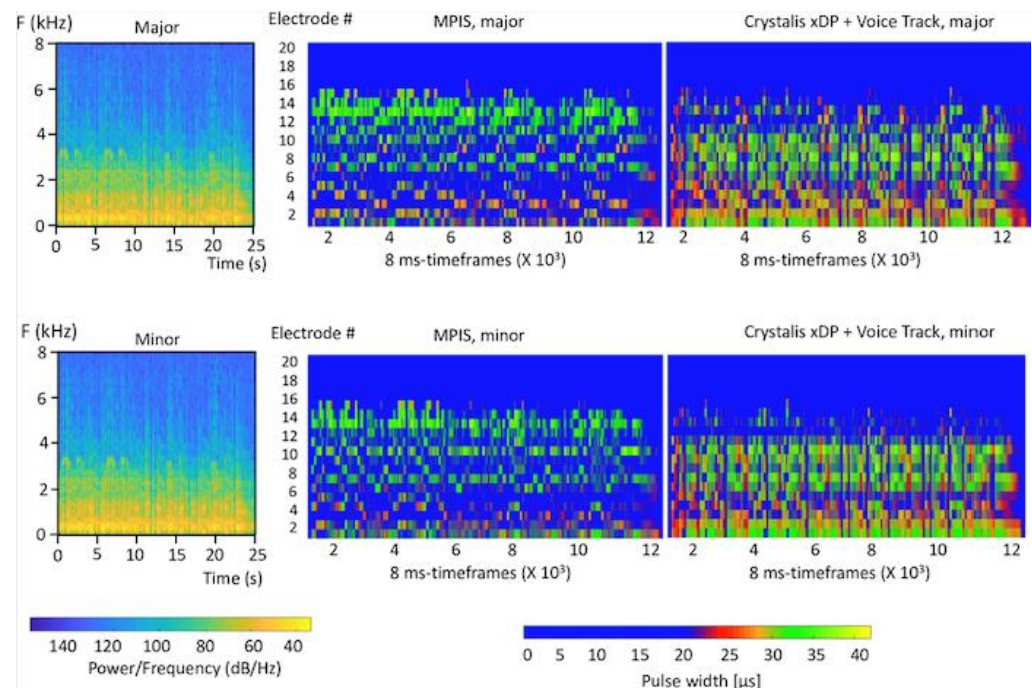 F (kHz)
Major
Electrode #
MPIS, major
Crystalis xDP + Voice Track, major
8
6
4
2
0
0 5 10 15 20 25
Time (s)
20
18
16
14
12
10
8
6
4
2
2 4 6 8 10 12
8 ms-timeframes (X 10³)
2 4 6 8 10 12
8 ms-timeframes (X 10³)
F (kHz)
Minor
Electrode #
MPIS, minor
Crystalis xDP + Voice Track, minor
8
6
4
2
0
0 5 10 15 20 25
Time (s)
20
18
16
14
12
10
8
6
4
2
2 4 6 8 10 12
8 ms-timeframes (X 10³)
2 4 6 8 10 12
8 ms-timeframes (X 10³)
140 120 100 80 60 40
Power/Frequency (dB/Hz)
0 5 10 15 20 25 30 35 40
Pulse width [µs]